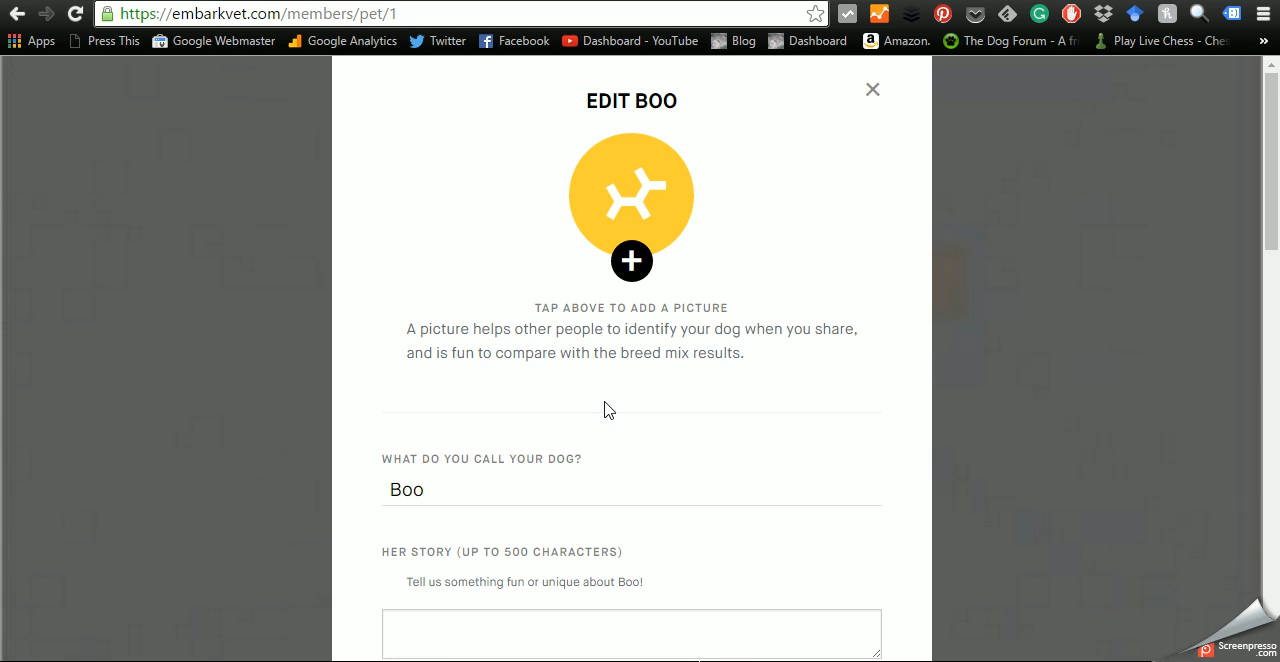 https://embarkvet.com/members/pet/1
Apps Press This Google Webmaster Google Analytics Twitter Facebook Dashboard - YouTube Blog Dashboard Amazon. The Dog Forum - A fr Play Live Chess - Ches »
EDIT BOO
TAP ABOVE TO ADD A PICTURE
A picture helps other people to identify your dog when you share,
and is fun to compare with the breed mix results.
WHAT DO YOU CALL YOUR DOG?
Boo
HER STORY (UP TO 500 CHARACTERS)
Tell us something fun or unique about Boo!
Screenpresso
.com